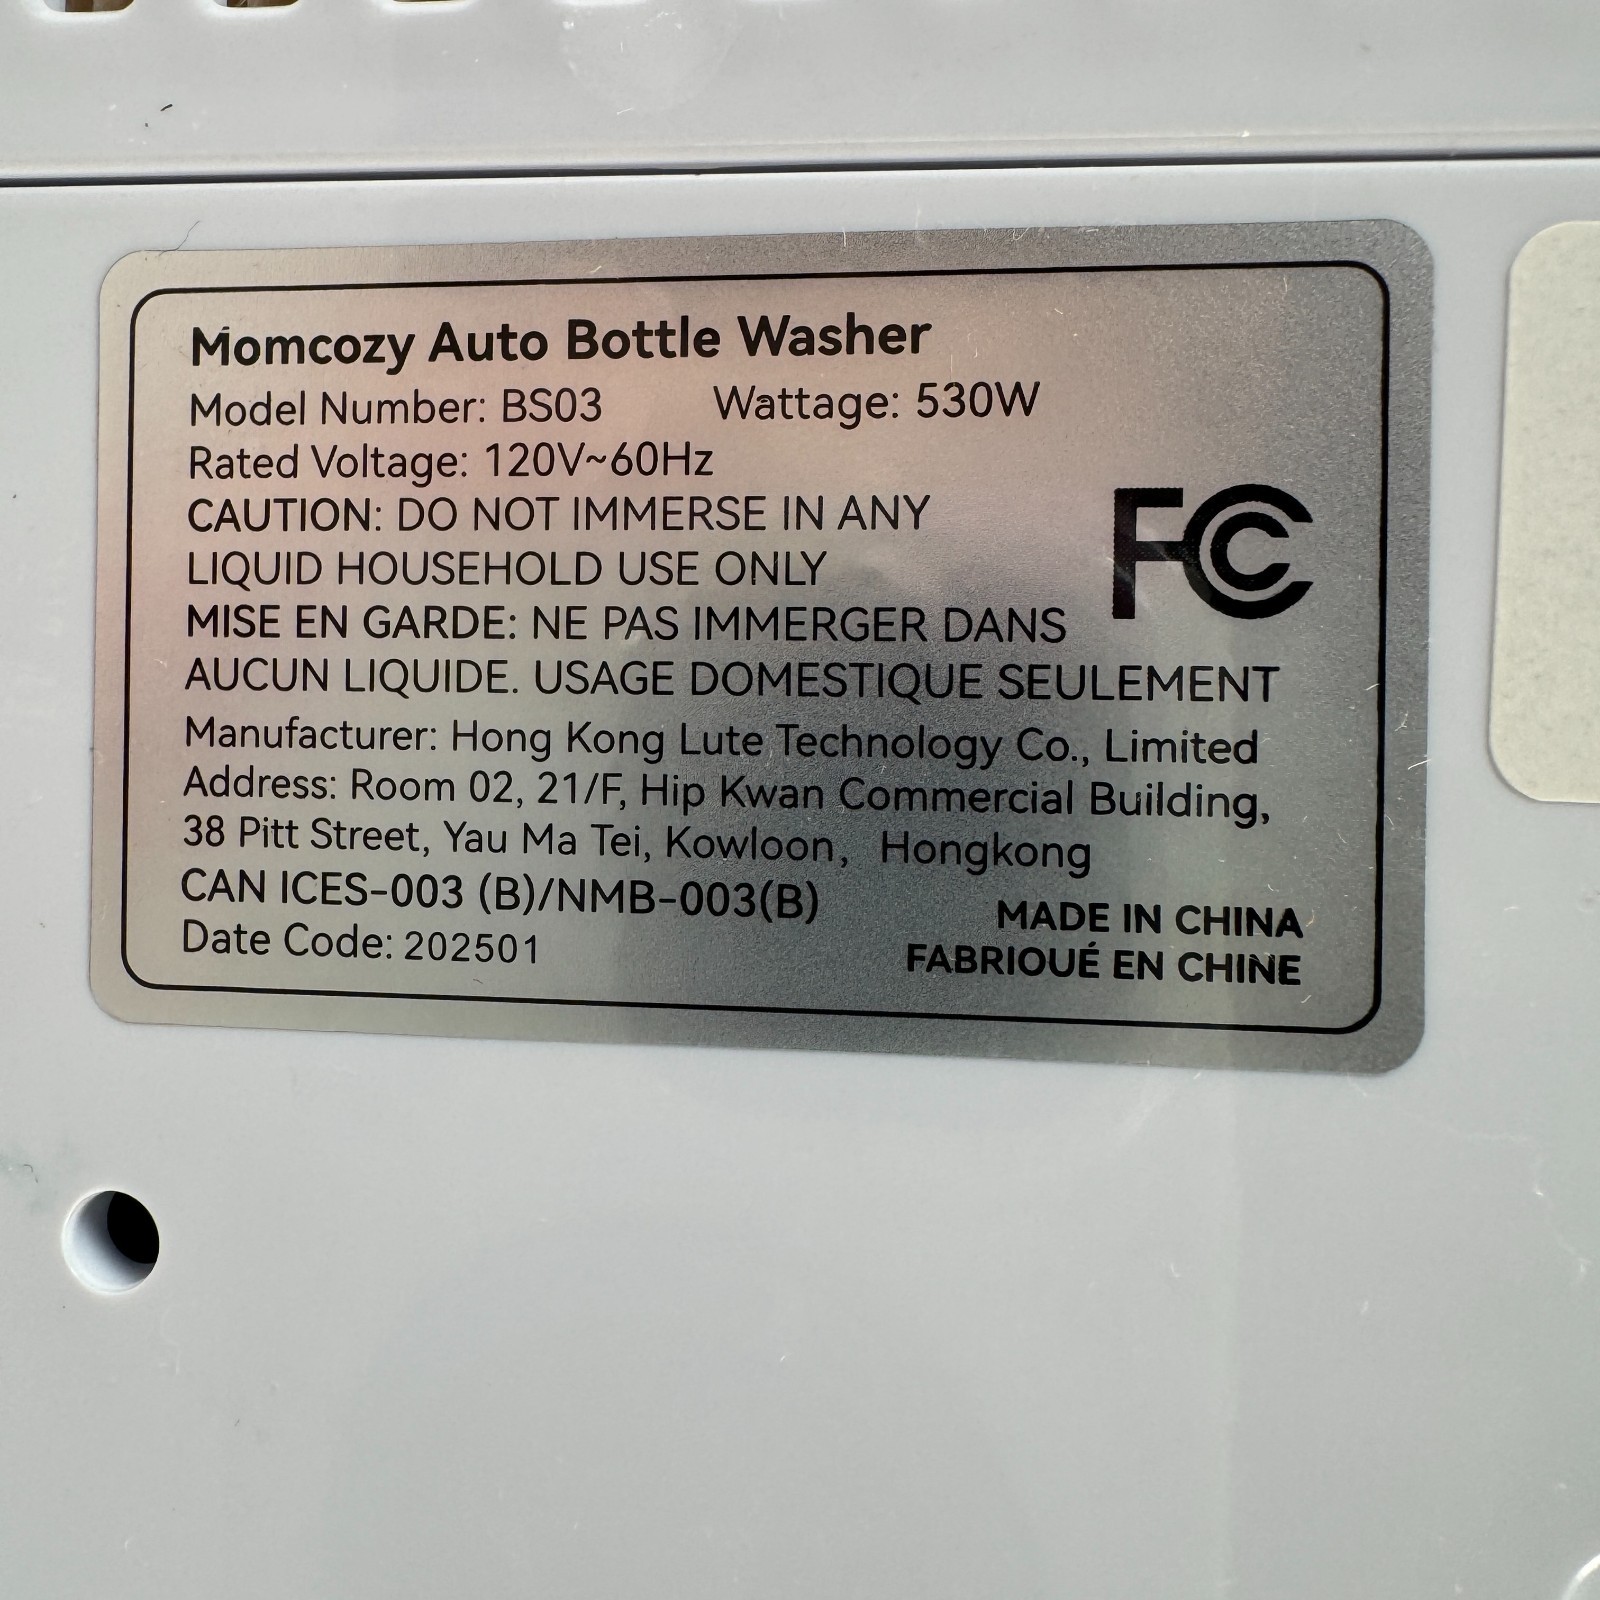 Momcozy Auto Bottle Washer
Model Number: BS03 Wattage: 530W
Rated Voltage: 120V~60Hz
CAUTION: DO NOT IMMERSE IN ANY
LIQUID HOUSEHOLD USE ONLY
MISE EN GARDE: NE PAS IMMERGER DANS
AUCUN LIQUIDE. USAGE DOMESTIQUE SEULEMENT
FC
Manufacturer: Hong Kong Lute Technology Co., Limited
Address: Room 02, 21/F, Hip Kwan Commercial Building,
38 Pitt Street, Yau Ma Tei, Kowloon, Hongkong
CAN ICES-003 (B)/NMB-003(B)
Date Code: 202501
MADE IN CHINA
FABRIOUÉ EN CHINE